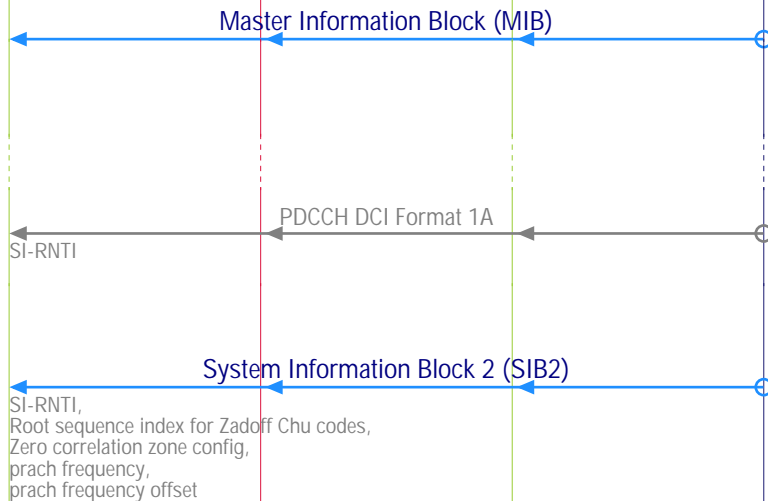 Master Information Block (MIB)
PDCCH DCI Format 1A
SI-RNTI
System Information Block 2 (SIB2)
SI-RNTI,
Root sequence index for Zadoff Chu codes,
Zero correlation zone config,
prach frequency,
prach frequency offset